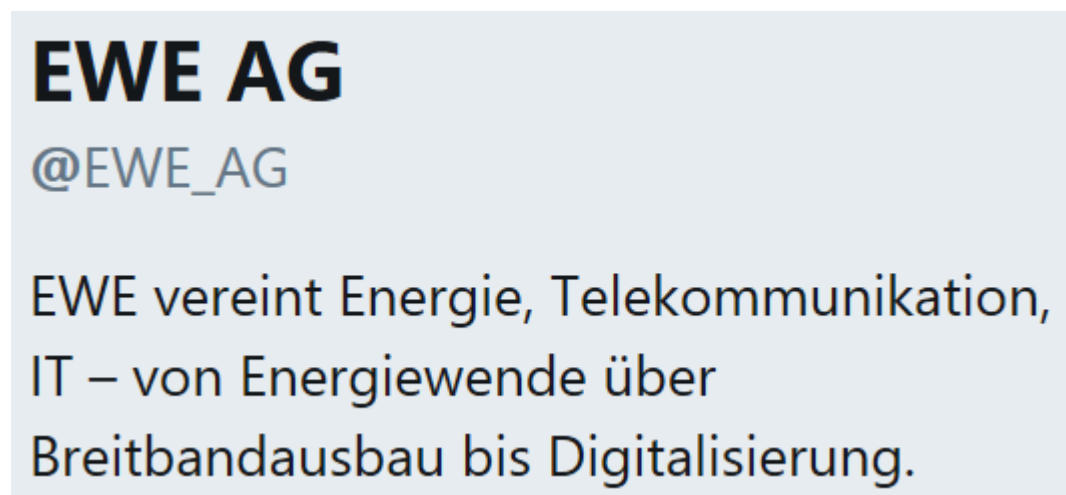 EWE AG
@EWE_AG
EWE vereint Energie, Telekommunikation,
IT – von Energiewende über
Breitbandausbau bis Digitalisierung.